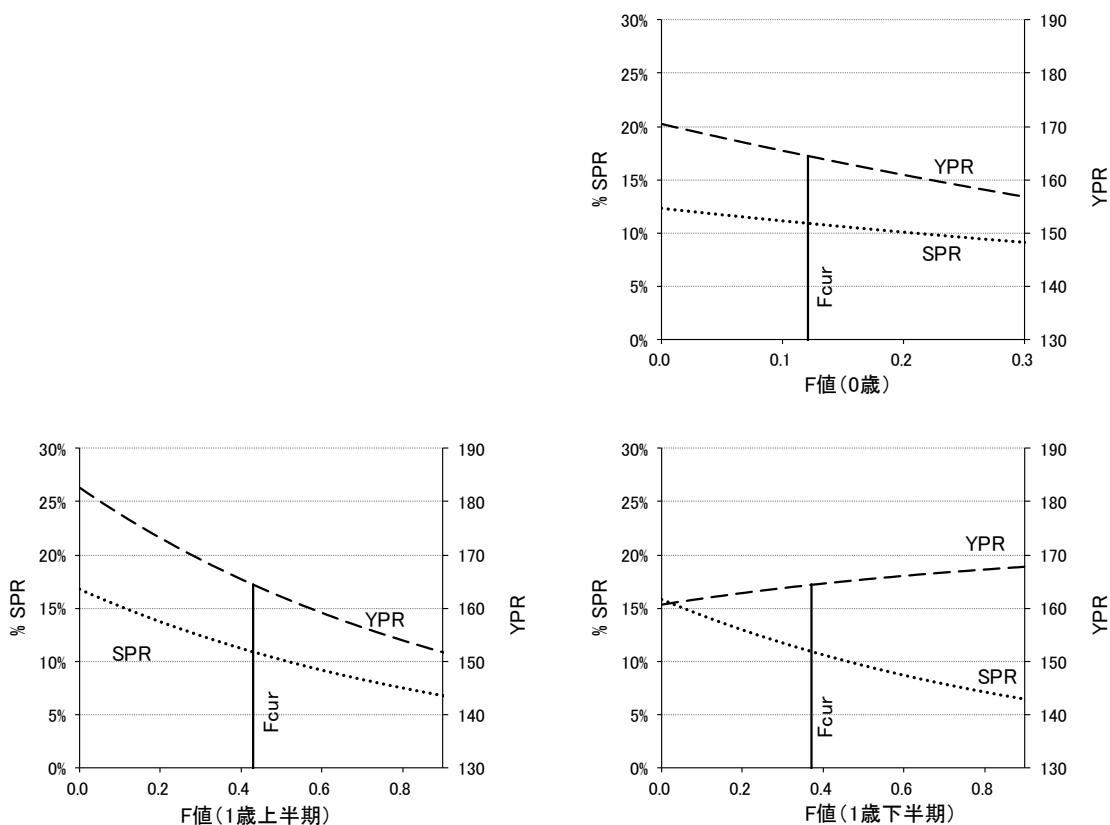 30% 190
25% 180
20% 170
YPR
% SPR 15% 160 YPR
10% 150
SPR
5% 140
Fcur
0% 130
0.0 0.1 0.2 0.3
F値(0歳)
30% 190
25% 180
20% 170
% SPR 15% 160 YPR
YPR
SPR
10% 150
5% 140
Fcur
0% 130
0.0 0.2 0.4 0.6 0.8
F値(1歳上半期)
30% 190
25% 180
YPR
20% 170
% SPR 15% 160 YPR
10% 150
SPR
5% 140
Fcur
0% 130
0.0 0.2 0.4 0.6 0.8
F値(1歳下半期)